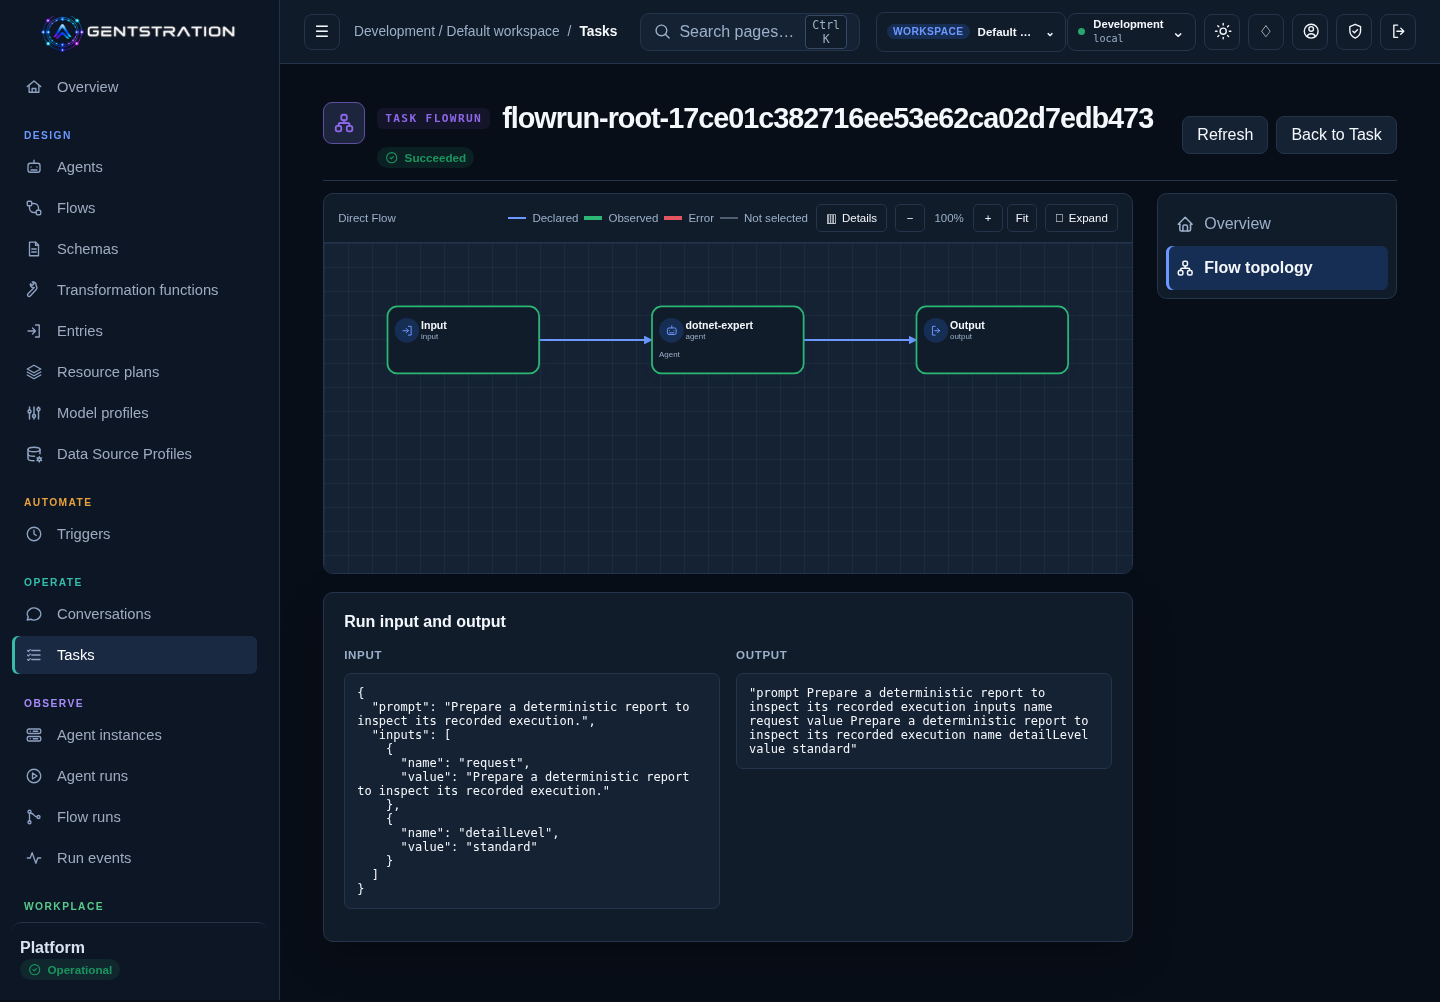 GENTSTRATION
Overview
DESIGN
Agents
Flows
Schemas
Transformation functions
Entries
Resource plans
Model profiles
Data Source Profiles
AUTOMATE
Triggers
OPERATE
Conversations
Tasks
OBSERVE
Agent instances
Agent runs
Flow runs
Run events
WORKPLACE
Platform
Operational
Development / Default workspace / Tasks
Search pages…
Ctrl
K
WORKSPACE Default …
Development
local
TASK FLOWRUN
flowrun-root-17ce01c382716ee53e62ca02d7edb473
Succeeded
Refresh
Back to Task
Direct Flow
Declared
Observed
Error
Not selected
Details
−
100%
+
Fit
Expand
Input
input
dotnet-expert
agent
Agent
Output
output
Overview
Flow topology
Run input and output
INPUT
{
"prompt": "Prepare a deterministic report to
inspect its recorded execution.",
"inputs": [
{
"name": "request",
"value": "Prepare a deterministic report
to inspect its recorded execution."
},
{
"name": "detailLevel",
"value": "standard"
}
]
}
OUTPUT
"prompt Prepare a deterministic report to
inspect its recorded execution inputs name
request value Prepare a deterministic report to
inspect its recorded execution name detailLevel
value standard"